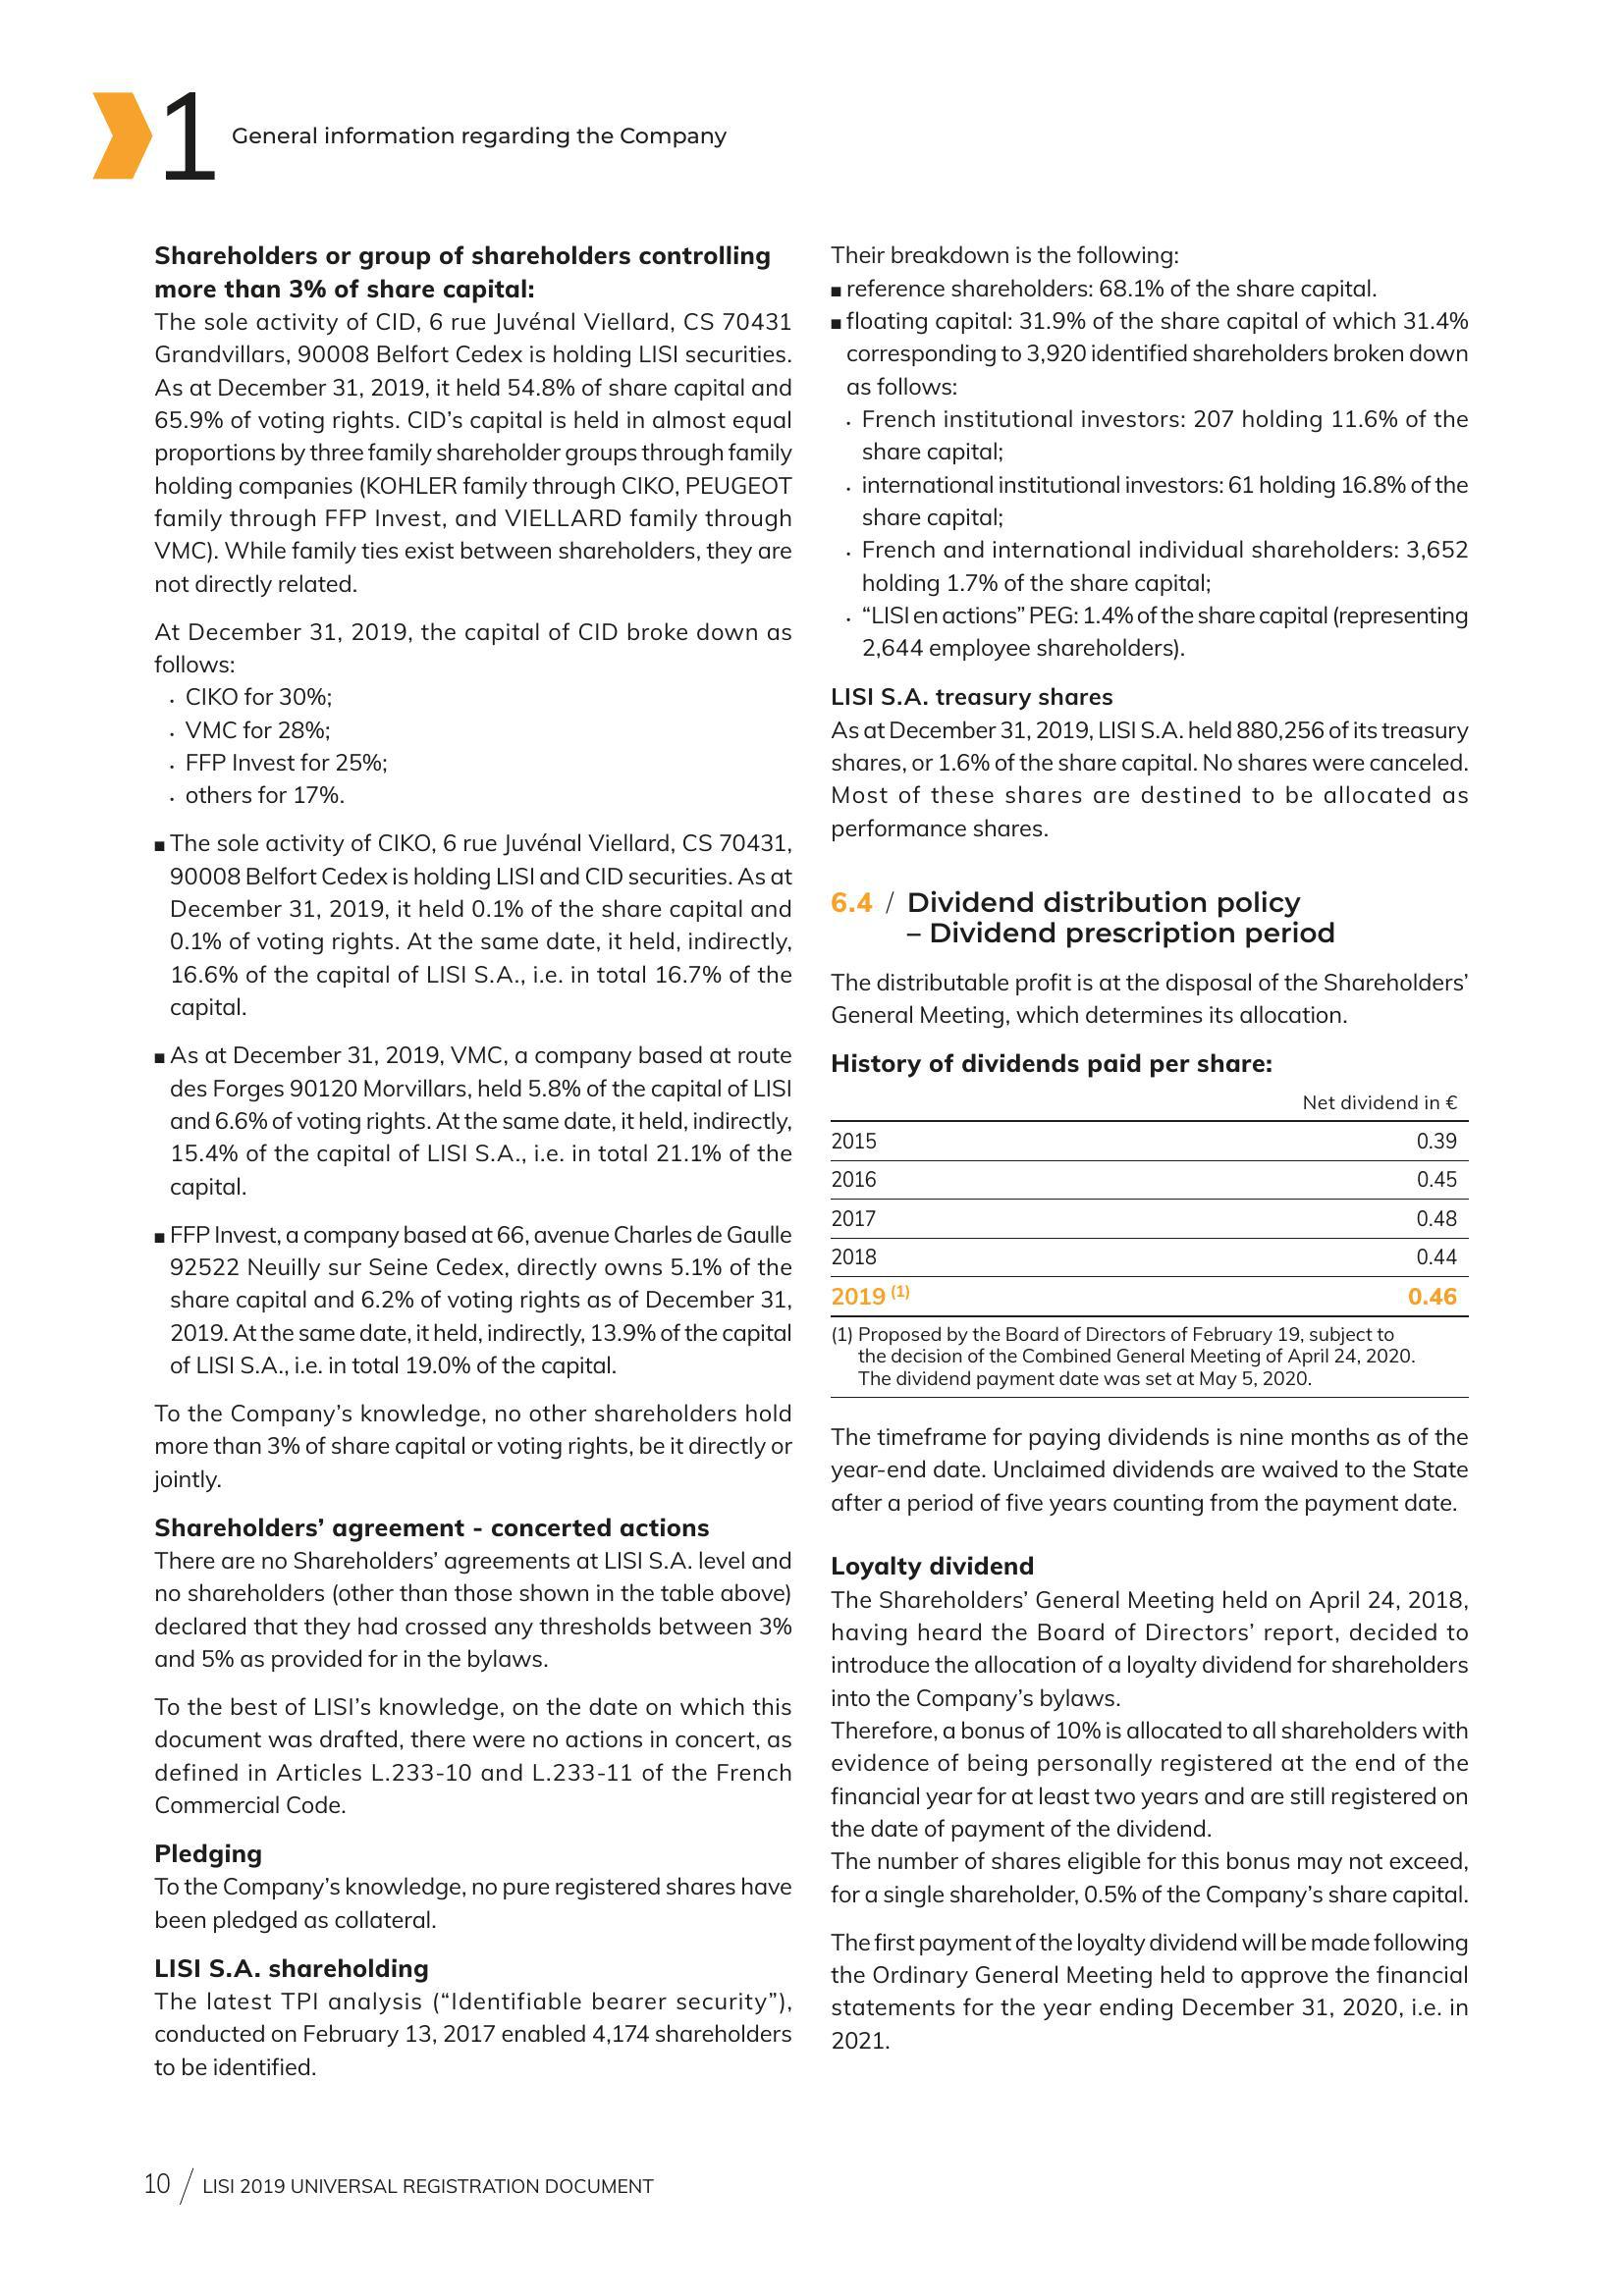 1 General information regarding the Company
Shareholders or group of shareholders controlling
more than 3% of share capital:
The sole activity of CID, 6 rue Juvénal Viellard, CS 70431
Grandvillars, 90008 Belfort Cedex is holding LISI securities.
As at December 31, 2019, it held 54.8% of share capital and
65.9% of voting rights. CID’s capital is held in almost equal
proportions by three family shareholder groups through family
holding companies (KOHLER family through CIKO, PEUGEOT
family through FFP Invest, and VIELLARD family through
VMC). While family ties exist between shareholders, they are
not directly related.
At December 31, 2019, the capital of CID broke down as
follows:
· CIKO for 30%;
· VMC for 28%;
· FFP Invest for 25%;
· others for 17%.
■ The sole activity of CIKO, 6 rue Juvénal Viellard, CS 70431,
90008 Belfort Cedex is holding LISI and CID securities. As at
December 31, 2019, it held 0.1% of the share capital and
0.1% of voting rights. At the same date, it held, indirectly,
16.6% of the capital of LISI S.A., i.e. in total 16.7% of the
capital.
■ As at December 31, 2019, VMC, a company based at route
des Forges 90120 Morvillars, held 5.8% of the capital of LISI
and 6.6% of voting rights. At the same date, it held, indirectly,
15.4% of the capital of LISI S.A., i.e. in total 21.1% of the
capital.
■ FFP Invest, a company based at 66, avenue Charles de Gaulle
92522 Neuilly sur Seine Cedex, directly owns 5.1% of the
share capital and 6.2% of voting rights as of December 31,
2019. At the same date, it held, indirectly, 13.9% of the capital
of LISI S.A., i.e. in total 19.0% of the capital.
To the Company’s knowledge, no other shareholders hold
more than 3% of share capital or voting rights, be it directly or
jointly.
Shareholders’ agreement - concerted actions
There are no Shareholders’ agreements at LISI S.A. level and
no shareholders (other than those shown in the table above)
declared that they had crossed any thresholds between 3%
and 5% as provided for in the bylaws.
To the best of LISI’s knowledge, on the date on which this
document was drafted, there were no actions in concert, as
defined in Articles L.233-10 and L.233-11 of the French
Commercial Code.
Pledging
To the Company’s knowledge, no pure registered shares have
been pledged as collateral.
LISI S.A. shareholding
The latest TPI analysis (“Identifiable bearer security”),
conducted on February 13, 2017 enabled 4,174 shareholders
to be identified.
Their breakdown is the following:
■ reference shareholders: 68.1% of the share capital.
■ floating capital: 31.9% of the share capital of which 31.4%
corresponding to 3,920 identified shareholders broken down
as follows:
· French institutional investors: 207 holding 11.6% of the
share capital;
· international institutional investors: 61 holding 16.8% of the
share capital;
· French and international individual shareholders: 3,652
holding 1.7% of the share capital;
· “LISI en actions” PEG: 1.4% of the share capital (representing
2,644 employee shareholders).
LISI S.A. treasury shares
As at December 31, 2019, LISI S.A. held 880,256 of its treasury
shares, or 1.6% of the share capital. No shares were canceled.
Most of these shares are destined to be allocated as
performance shares.
6.4 / Dividend distribution policy
– Dividend prescription period
The distributable profit is at the disposal of the Shareholders’
General Meeting, which determines its allocation.
History of dividends paid per share:
Net dividend in €
2015 0.39
2016 0.45
2017 0.48
2018 0.44
2019 (1) 0.46
(1) Proposed by the Board of Directors of February 19, subject to
the decision of the Combined General Meeting of April 24, 2020.
The dividend payment date was set at May 5, 2020.
The timeframe for paying dividends is nine months as of the
year-end date. Unclaimed dividends are waived to the State
after a period of five years counting from the payment date.
Loyalty dividend
The Shareholders’ General Meeting held on April 24, 2018,
having heard the Board of Directors’ report, decided to
introduce the allocation of a loyalty dividend for shareholders
into the Company’s bylaws.
Therefore, a bonus of 10% is allocated to all shareholders with
evidence of being personally registered at the end of the
financial year for at least two years and are still registered on
the date of payment of the dividend.
The number of shares eligible for this bonus may not exceed,
for a single shareholder, 0.5% of the Company’s share capital.
The first payment of the loyalty dividend will be made following
the Ordinary General Meeting held to approve the financial
statements for the year ending December 31, 2020, i.e. in
2021.
10 / LISI 2019 UNIVERSAL REGISTRATION DOCUMENT